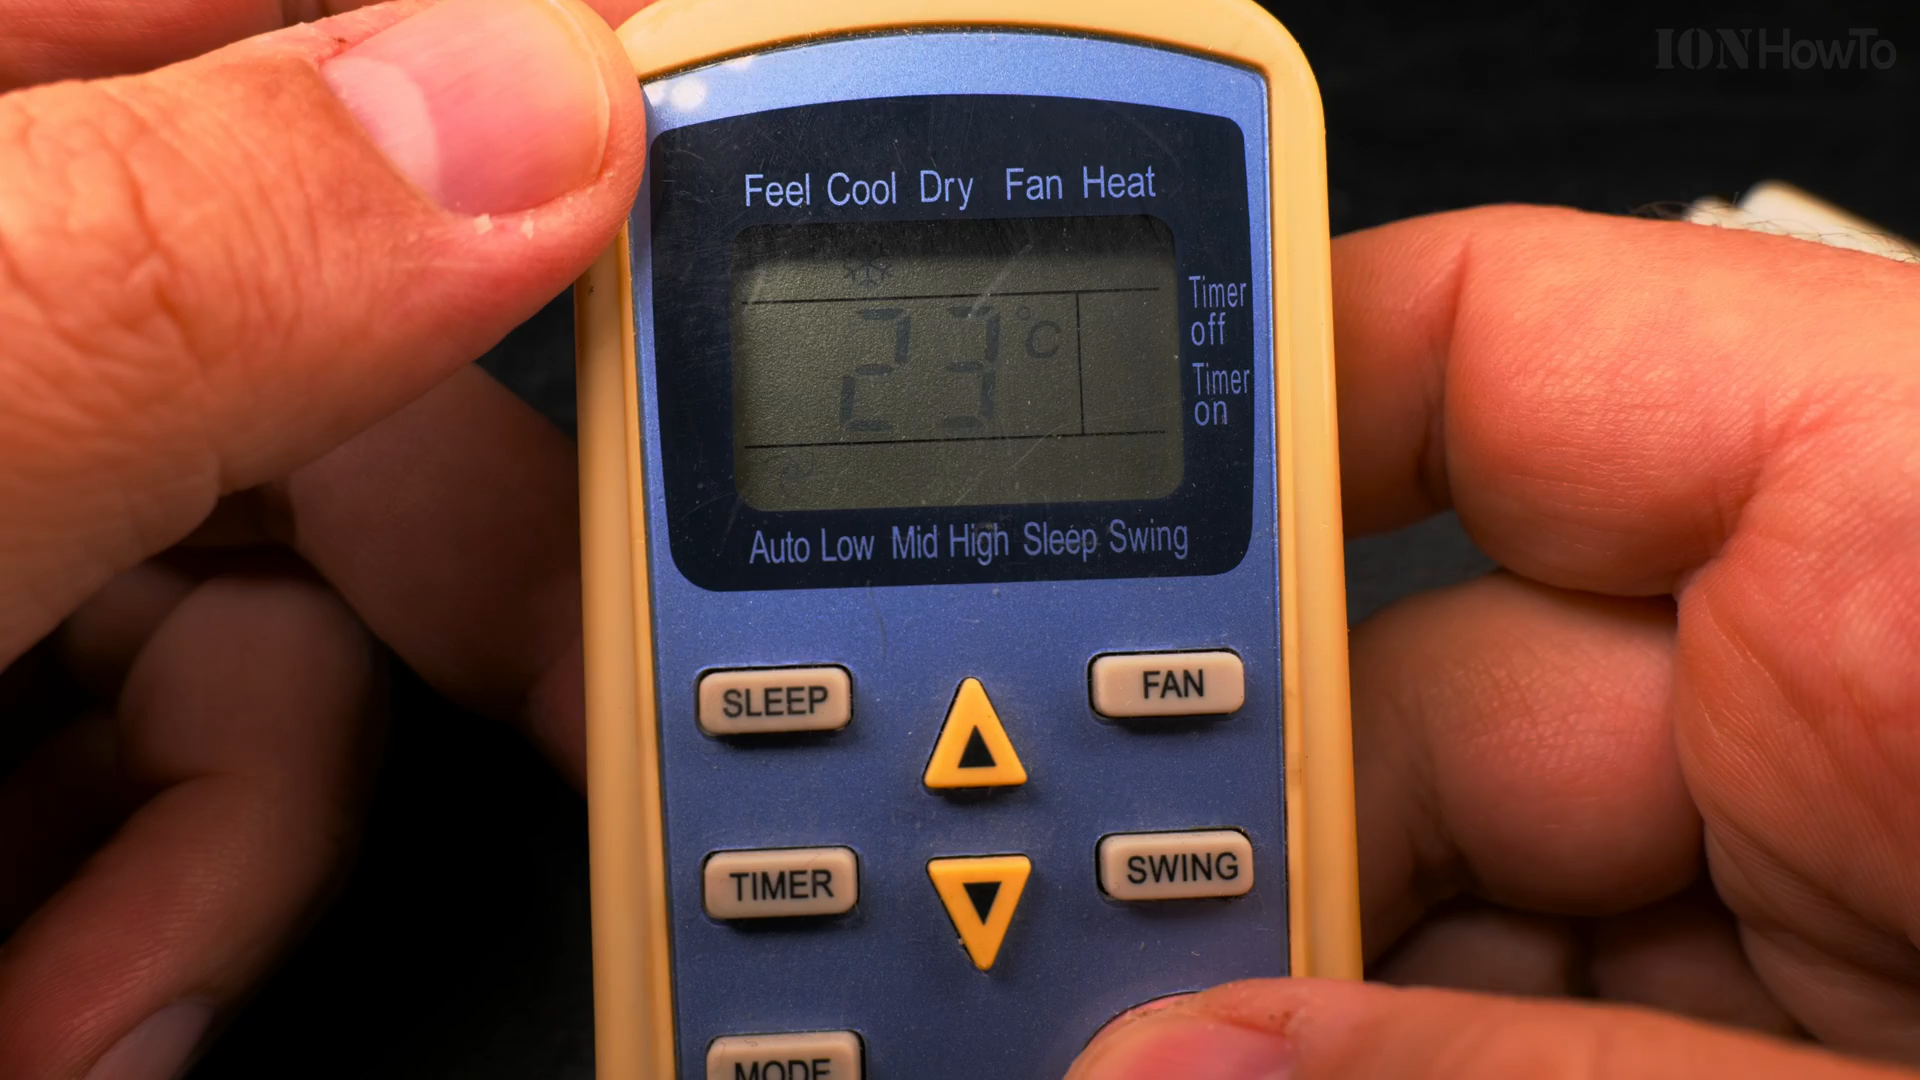 IONHowTo
Feel Cool Dry Fan Heat
Timer
off
23°C
Timer
on
Auto Low Mid High Sleep Swing
SLEEP
FAN
TIMER
SWING
MODE